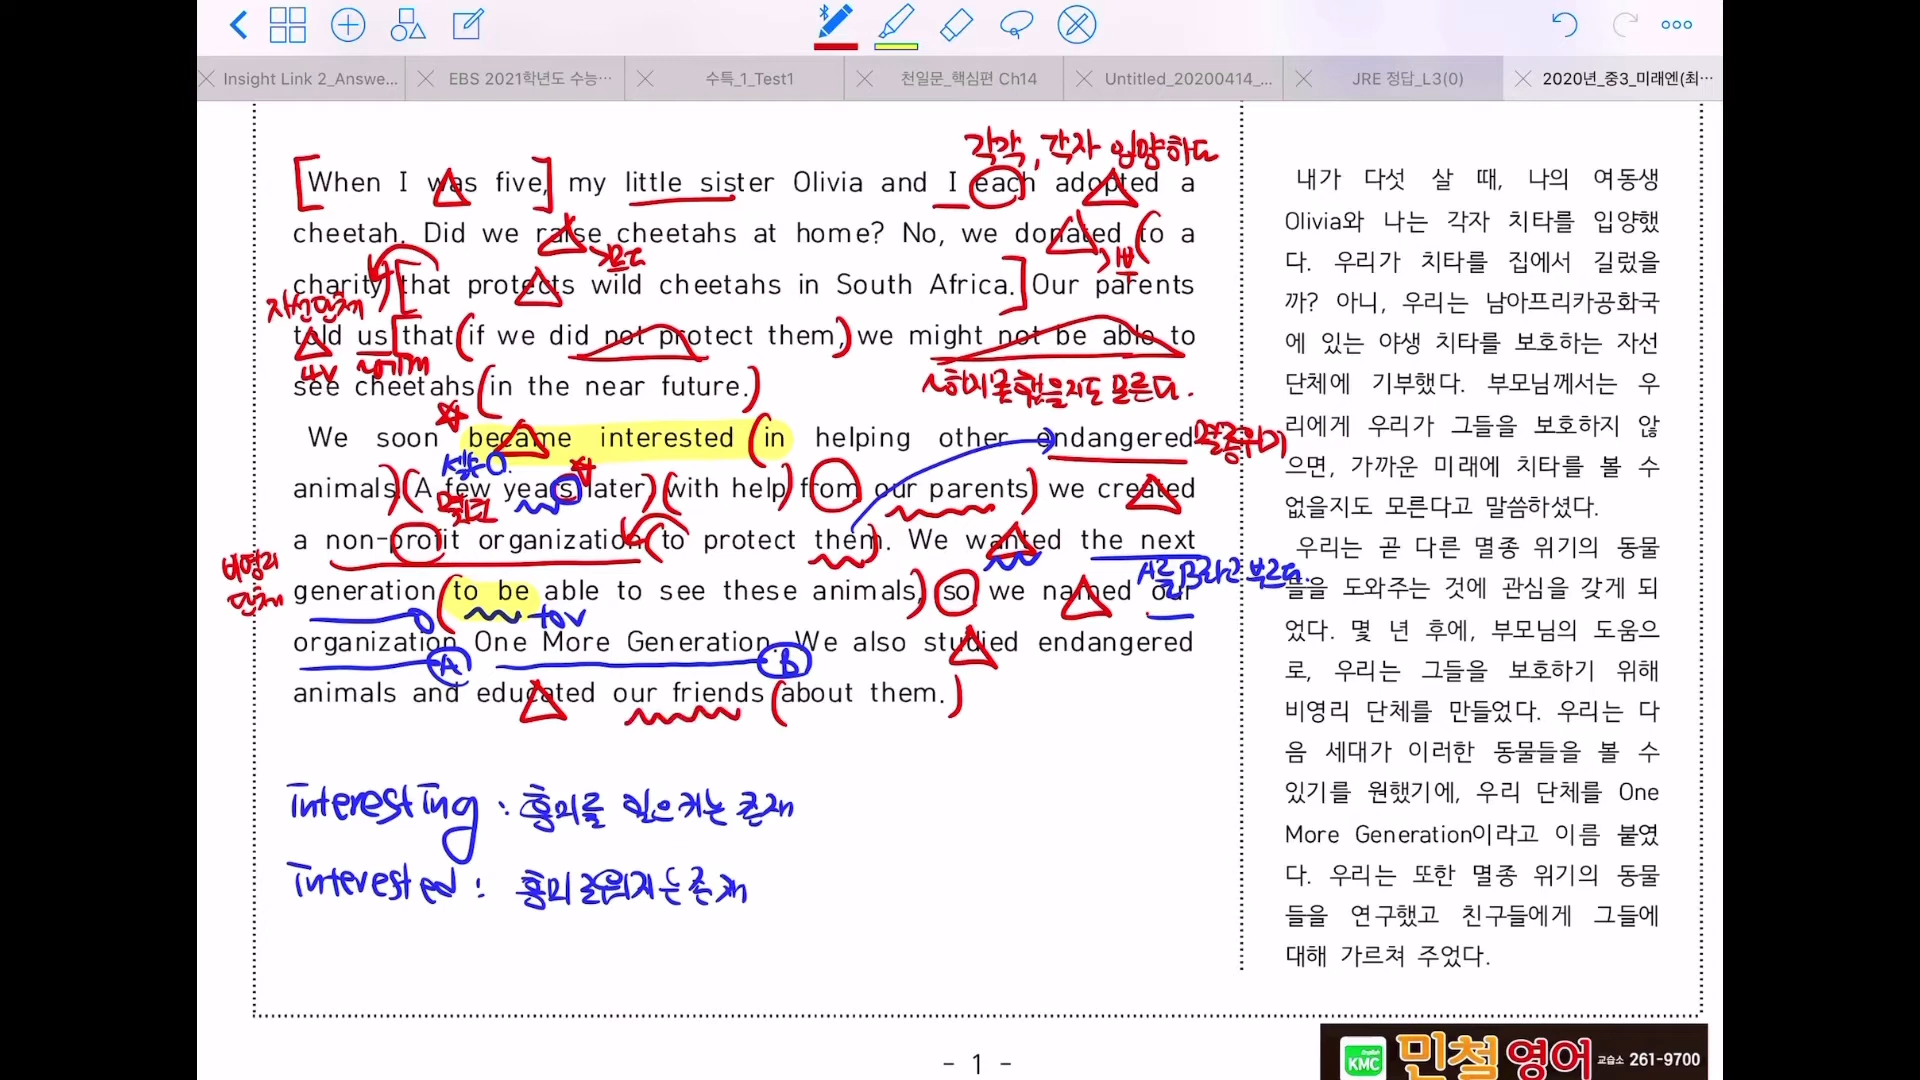 Insight Link 2_Answe...
EBS 2021학년도 수능...
수특_1_Test1
천일문_핵심편 Ch14
Untitled_20200414_...
JRE 정답_L3(0)
2020년_중3_미래엔(최...
각각, 각자 입양하다
When I was five, my little sister Olivia and I each adopted a
cheetah. Did we raise cheetahs at home? No, we donated to a
charity that protects wild cheetahs in South Africa. Our parents
자선단체
told us that if we did not protect them, we might not be able to
4V
see cheetahs in the near future.
~하지 못했을지도 모른다.
We soon became interested in helping other endangered
멸종위기
animals. A few years later, with help from our parents, we created
a non-profit organization to protect them. We wanted the next
비영리
단체
A를 B라고 부르다.
generation to be able to see these animals, so we named our
O
toV
organization One More Generation. We also studied endangered
A
B
animals and educated our friends about them.
interesting : 흥미를 일으키는 존재
interested :
존재
내가 다섯 살 때, 나의 여동생
Olivia와 나는 각자 치타를 입양했
다. 우리가 치타를 집에서 길렀을
까? 아니, 우리는 남아프리카공화국
에 있는 야생 치타를 보호하는 자선
단체에 기부했다. 부모님께서는 우
리에게 우리가 그들을 보호하지 않
으면, 가까운 미래에 치타를 볼 수
없을지도 모른다고 말씀하셨다.
우리는 곧 다른 멸종 위기의 동물
들을 도와주는 것에 관심을 갖게 되
었다. 몇 년 후에, 부모님의 도움으
로, 우리는 그들을 보호하기 위해
비영리 단체를 만들었다. 우리는 다
음 세대가 이러한 동물들을 볼 수
있기를 원했기에, 우리 단체를 One
More Generation이라고 이름 붙였
다. 우리는 또한 멸종 위기의 동물
들을 연구했고 친구들에게 그들에
대해 가르쳐 주었다.
- 1 -
English
KMC
민철영어 교습소 261-9700